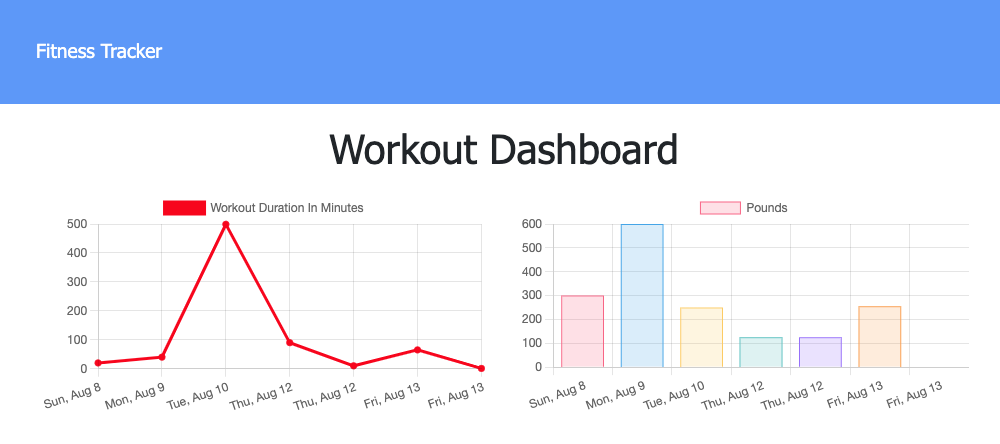 Fitness Tracker
Workout Dashboard
Workout Duration In Minutes
500
400
300
200
100
0
Sun, Aug 8
Mon, Aug 9
Tue, Aug 10
Thu, Aug 12
Thu, Aug 12
Fri, Aug 13
Fri, Aug 13
Pounds
600
500
400
300
200
100
0
Sun, Aug 8
Mon, Aug 9
Tue, Aug 10
Thu, Aug 12
Thu, Aug 12
Fri, Aug 13
Fri, Aug 13